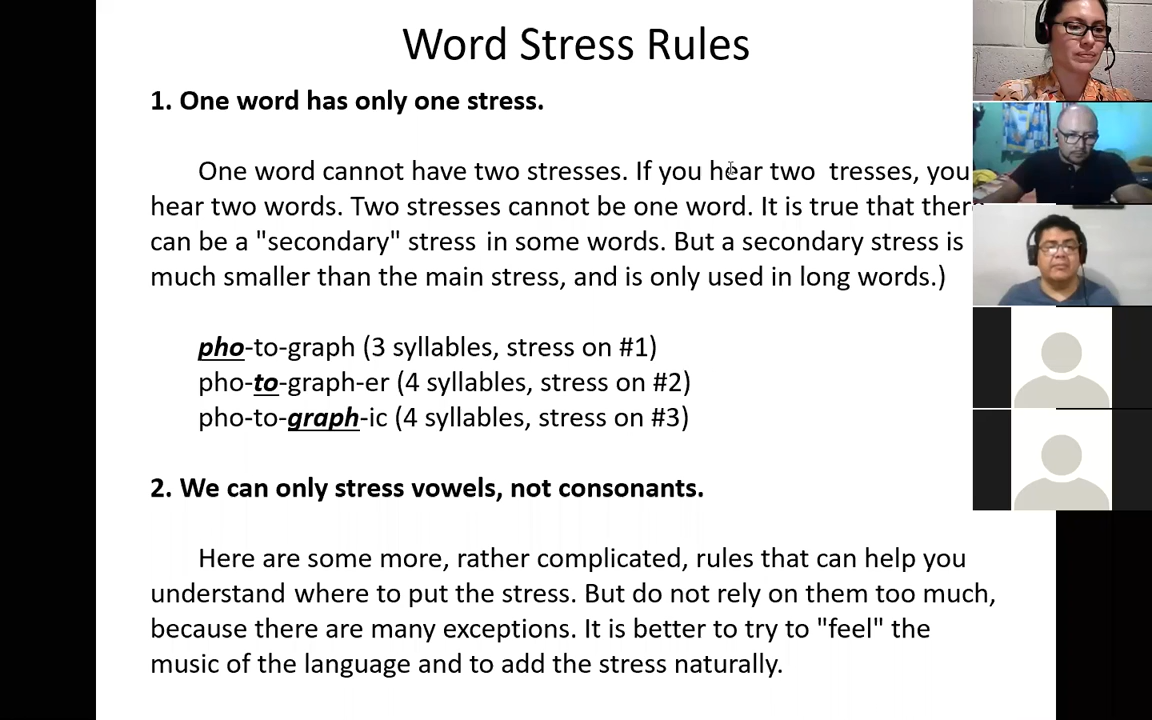 Word Stress Rules
1. One word has only one stress.
One word cannot have two stresses. If you hear two tresses, you
hear two words. Two stresses cannot be one word. It is true that ther
can be a "secondary" stress in some words. But a secondary stress is
much smaller than the main stress, and is only used in long words.)
pho-to-graph (3 syllables, stress on #1)
pho-to-graph-er (4 syllables, stress on #2)
pho-to-graph-ic (4 syllables, stress on #3)
2. We can only stress vowels, not consonants.
Here are some more, rather complicated, rules that can help you
understand where to put the stress. But do not rely on them too much,
because there are many exceptions. It is better to try to "feel" the
music of the language and to add the stress naturally.